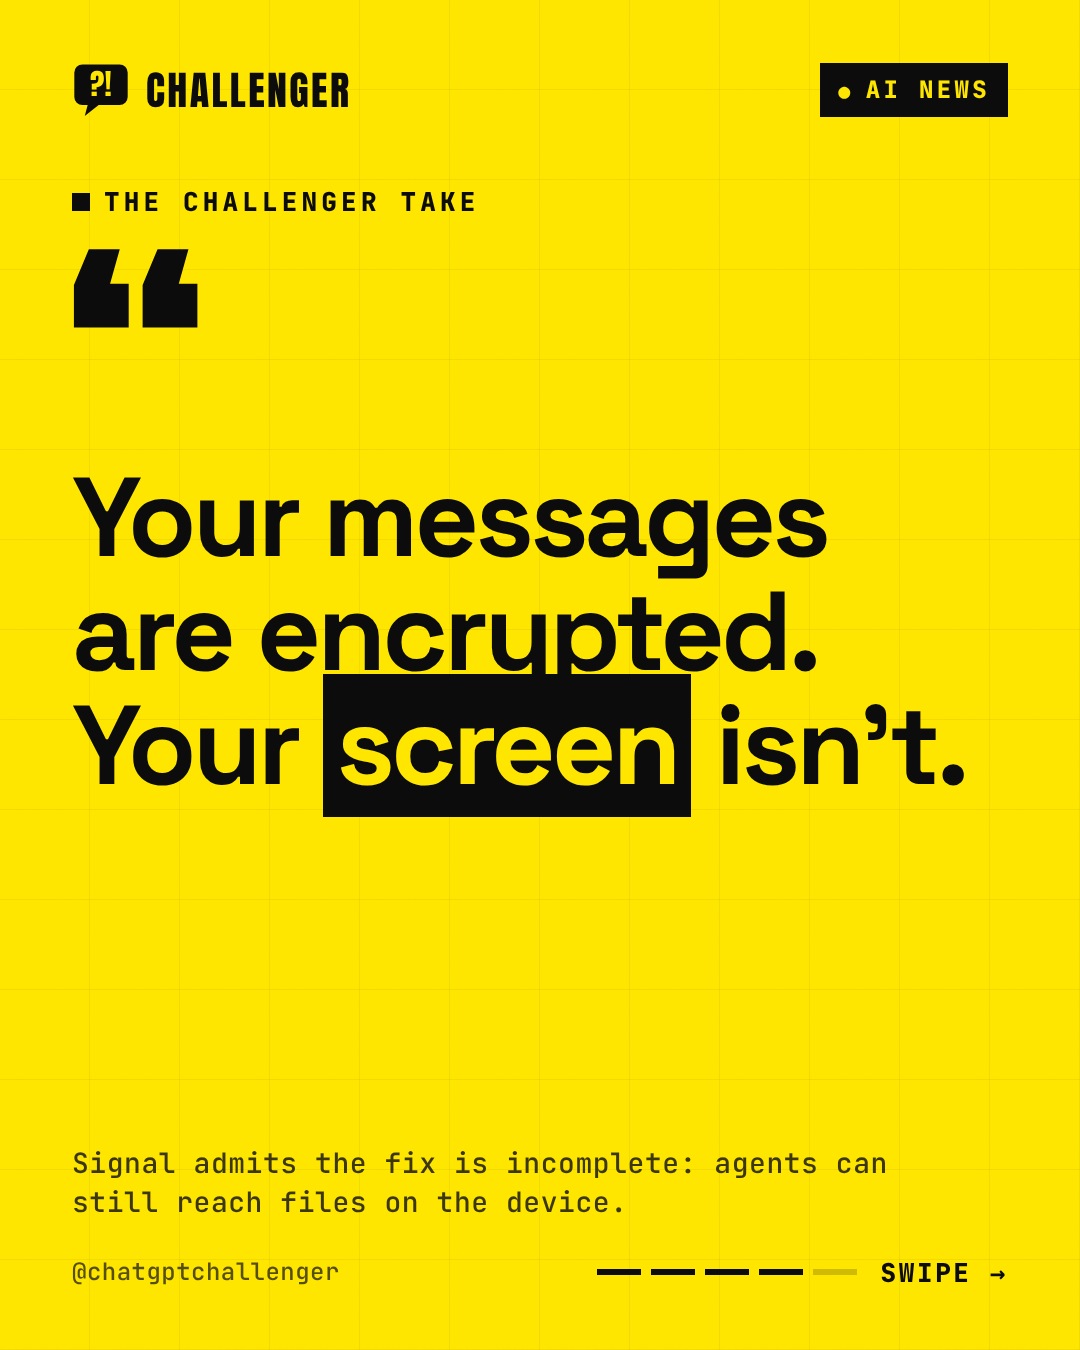 ?! CHALLENGER
● AI NEWS
■ THE CHALLENGER TAKE
“
Your messages
are encrypted.
Your screen isn’t.
Signal admits the fix is incomplete: agents can
still reach files on the device.
@chatgptchallenger
SWIPE →